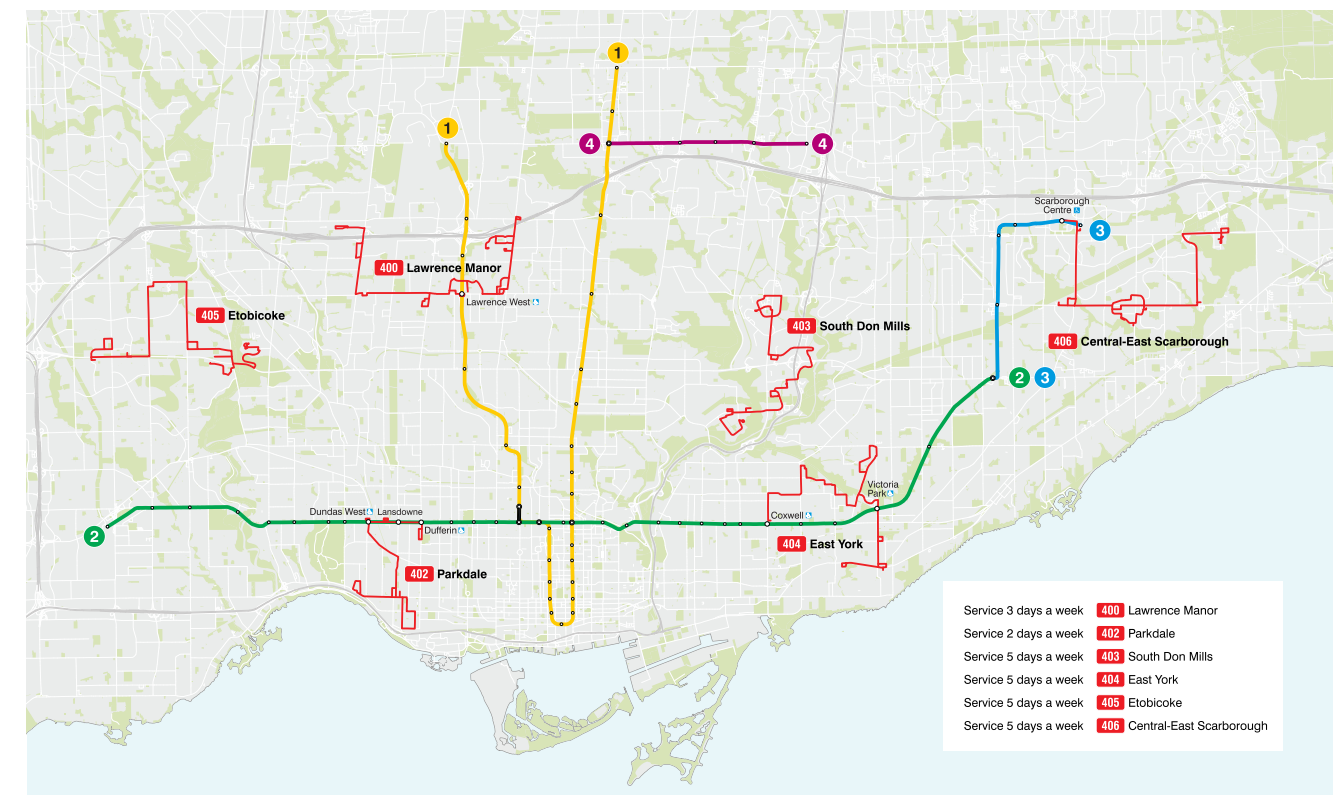 1
1
4
4
Scarborough
Centre
3
400 Lawrence Manor
Lawrence West
405 Etobicoke
403 South Don Mills
406 Central-East Scarborough
2 3
Victoria
Park
Dundas West
Lansdowne
Dufferin
Coxwell
2
404 East York
402 Parkdale
Service 3 days a week 400 Lawrence Manor
Service 2 days a week 402 Parkdale
Service 5 days a week 403 South Don Mills
Service 5 days a week 404 East York
Service 5 days a week 405 Etobicoke
Service 5 days a week 406 Central-East Scarborough